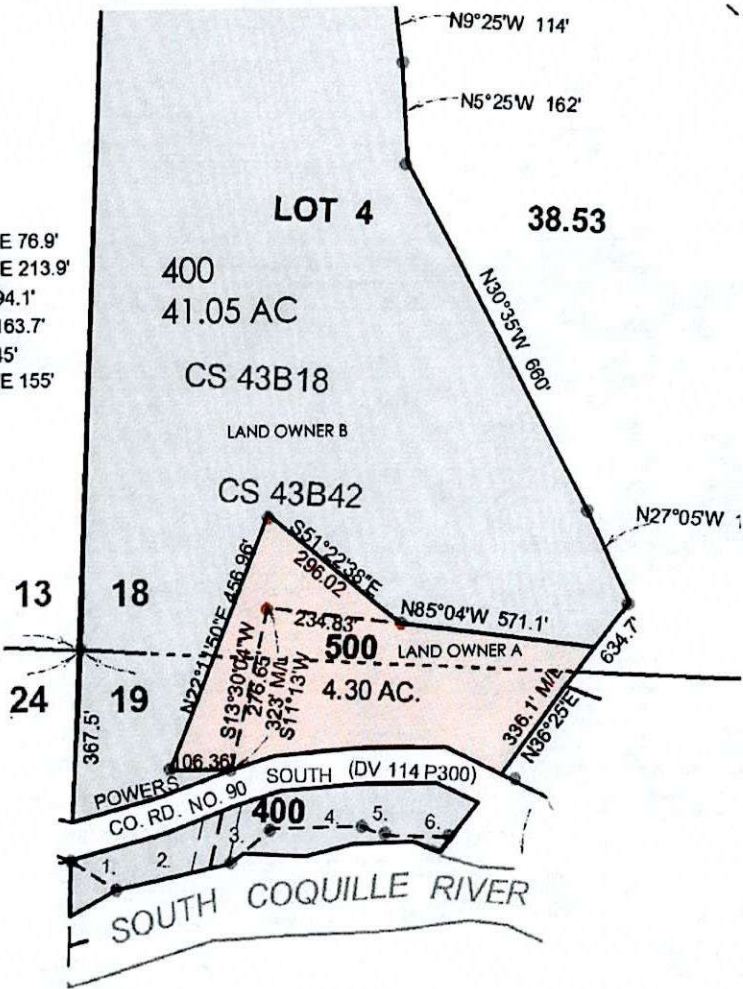 N9°25'W 114'
N5°25'W 162'
LOT 4
38.53
E 76.9'
E 213.9'
94.1'
163.7'
45'
E 155'
400
41.05 AC
N30°35'W 660'
CS 43B18
LAND OWNER B
CS 43B42
N27°05'W 1
S51°22'38"E
296.02
N22°11'50"E 456.96'
13 18
N85°04'W 571.1'
234.83'
500 LAND OWNER A
634.7'
24 19
4.30 AC.
S13°30'04"W
276.65'
323' M/L
S11°13'W
336.1' M/L
N36°25'E
367.5'
106.36'
POWERS SOUTH (DV 114 P300)
CO. RD. NO. 90
400
1. 2. 3. 4. 5. 6.
SOUTH COQUILLE RIVER